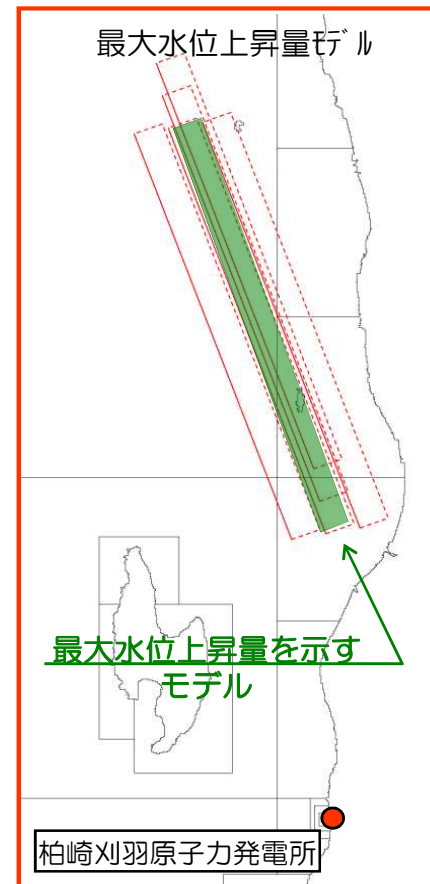 最大水位上昇量ﾓﾃﾞﾙ
最大水位上昇量を示す
モデル
柏崎刈羽原子力発電所